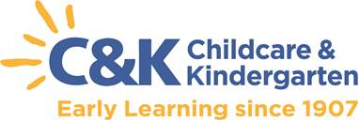 C&K Childcare &
Kindergarten
Early Learning since 1907